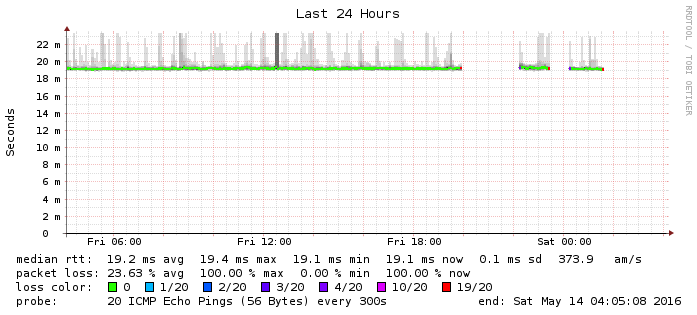 Last 24 Hours
RRDTOOL / TOBI OETIKER
Seconds
22 m
20 m
18 m
16 m
14 m
12 m
10 m
8 m
6 m
4 m
2 m
0
Fri 06:00 Fri 12:00 Fri 18:00 Sat 00:00
median rtt: 19.2 ms avg 19.4 ms max 19.1 ms min 19.1 ms now 0.1 ms sd 373.9 am/s
packet loss: 23.63 % avg 100.00 % max 0.00 % min 100.00 % now
loss color: 0 1/20 2/20 3/20 4/20 10/20 19/20
probe: 20 ICMP Echo Pings (56 Bytes) every 300s end: Sat May 14 04:05:08 2016